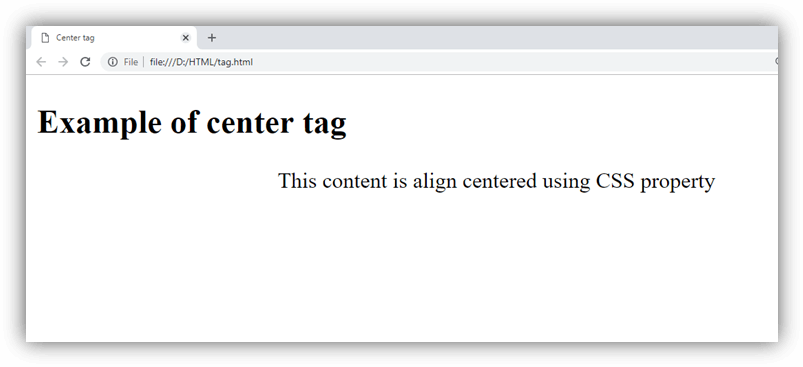 Center tag
File file:///D:/HTML/tag.html
Example of center tag
This content is align centered using CSS property